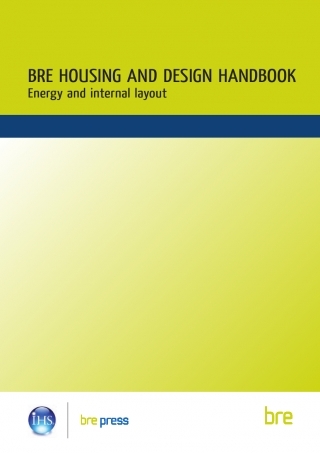 BRE HOUSING AND DESIGN HANDBOOK
Energy and internal layout
IHS
bre press
bre